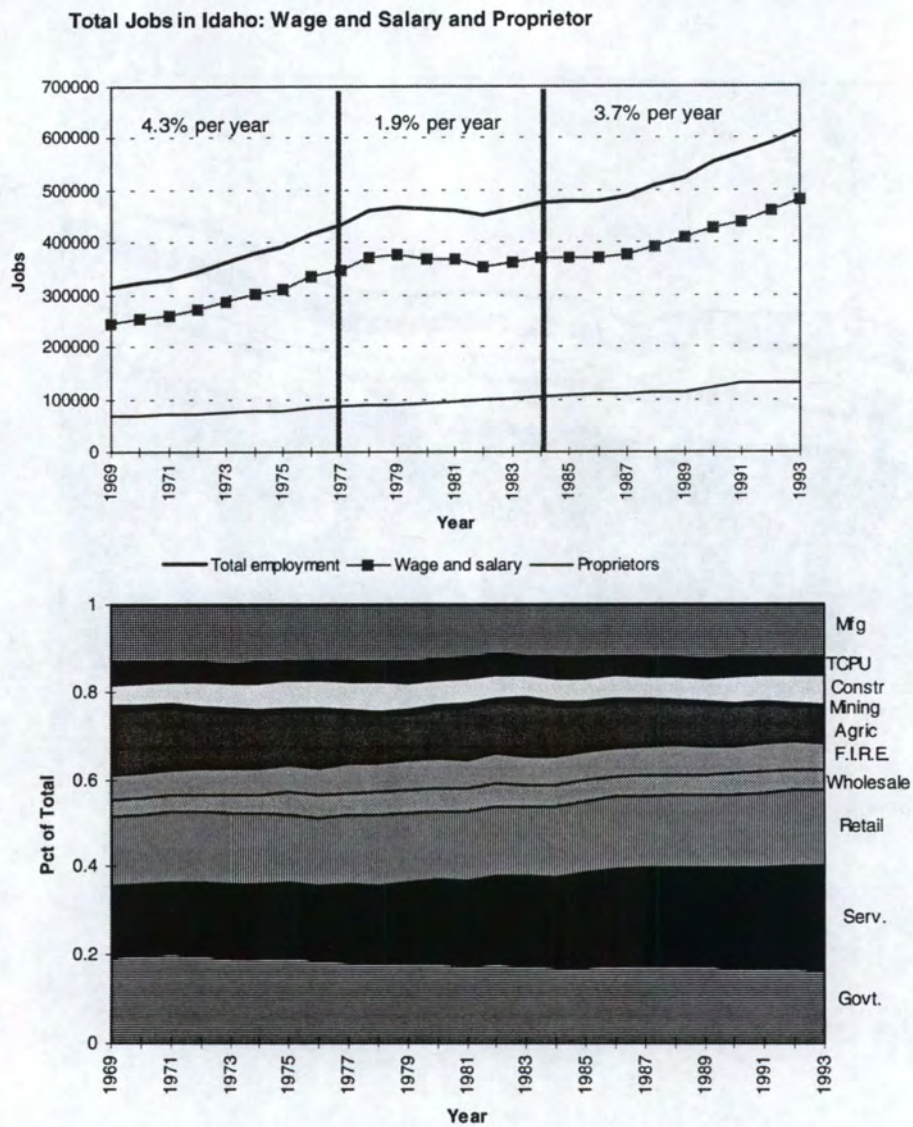 Total Jobs in Idaho: Wage and Salary and Proprietor
700000
600000
500000
400000
300000
200000
100000
0
Jobs
4.3% per year
1.9% per year
3.7% per year
1969
1971
1973
1975
1977
1979
1981
1983
1985
1987
1989
1991
1993
Year
Total employment
Wage and salary
Proprietors
1
0.8
0.6
0.4
0.2
0
Pct of Total
Mfg
TCPU
Constr
Mining
Agric
F.I.R.E.
Wholesale
Retail
Serv.
Govt.
1969
1971
1973
1975
1977
1979
1981
1983
1985
1987
1989
1991
1993
Year